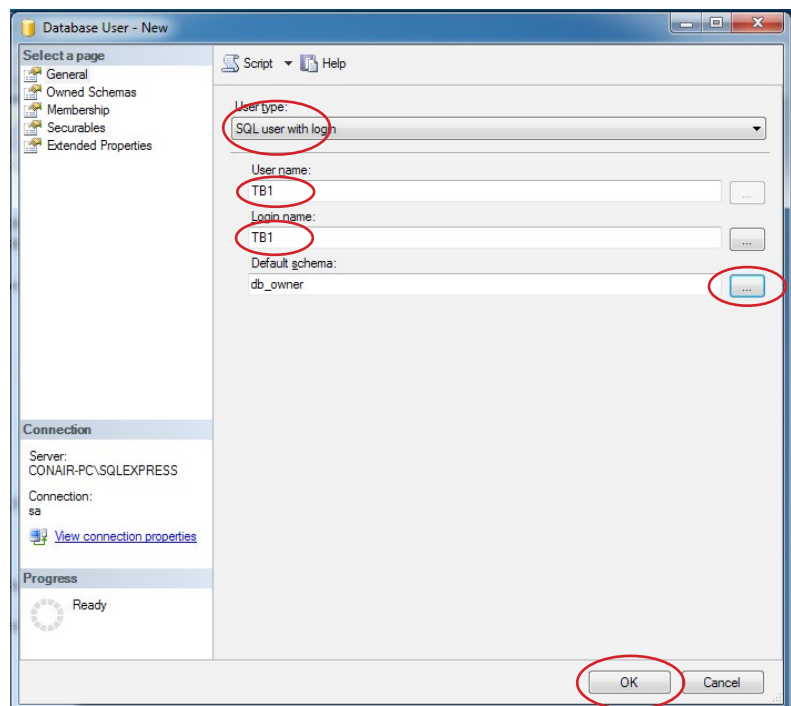 Database User - New
Select a page
General
Owned Schemas
Membership
Securables
Extended Properties
Script
Help
User type:
SQL user with login
User name:
TB1
...
Login name:
TB1
...
Default schema:
db_owner
...
Connection
Server:
CONAIR-PC\SQLEXPRESS
Connection:
sa
View connection properties
Progress
Ready
OK
Cancel